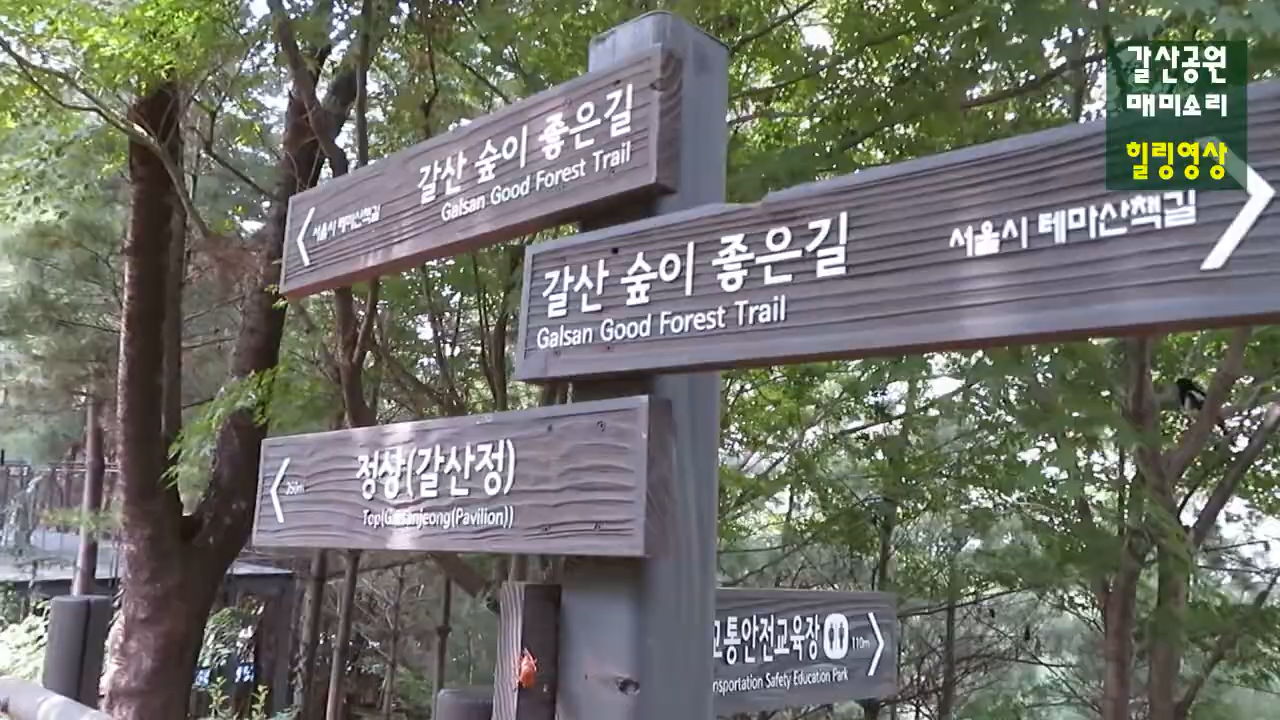 갈산공원
매미소리
힐링영상
갈산 숲이 좋은길
Galsan Good Forest Trail
서울시 테마산책길
갈산 숲이 좋은길
서울시 테마산책길
Galsan Good Forest Trail
정상(갈산정)
Top(Galsanjeong(Pavilion))
교통안전교육장 110m
nsportation Safety Education Park